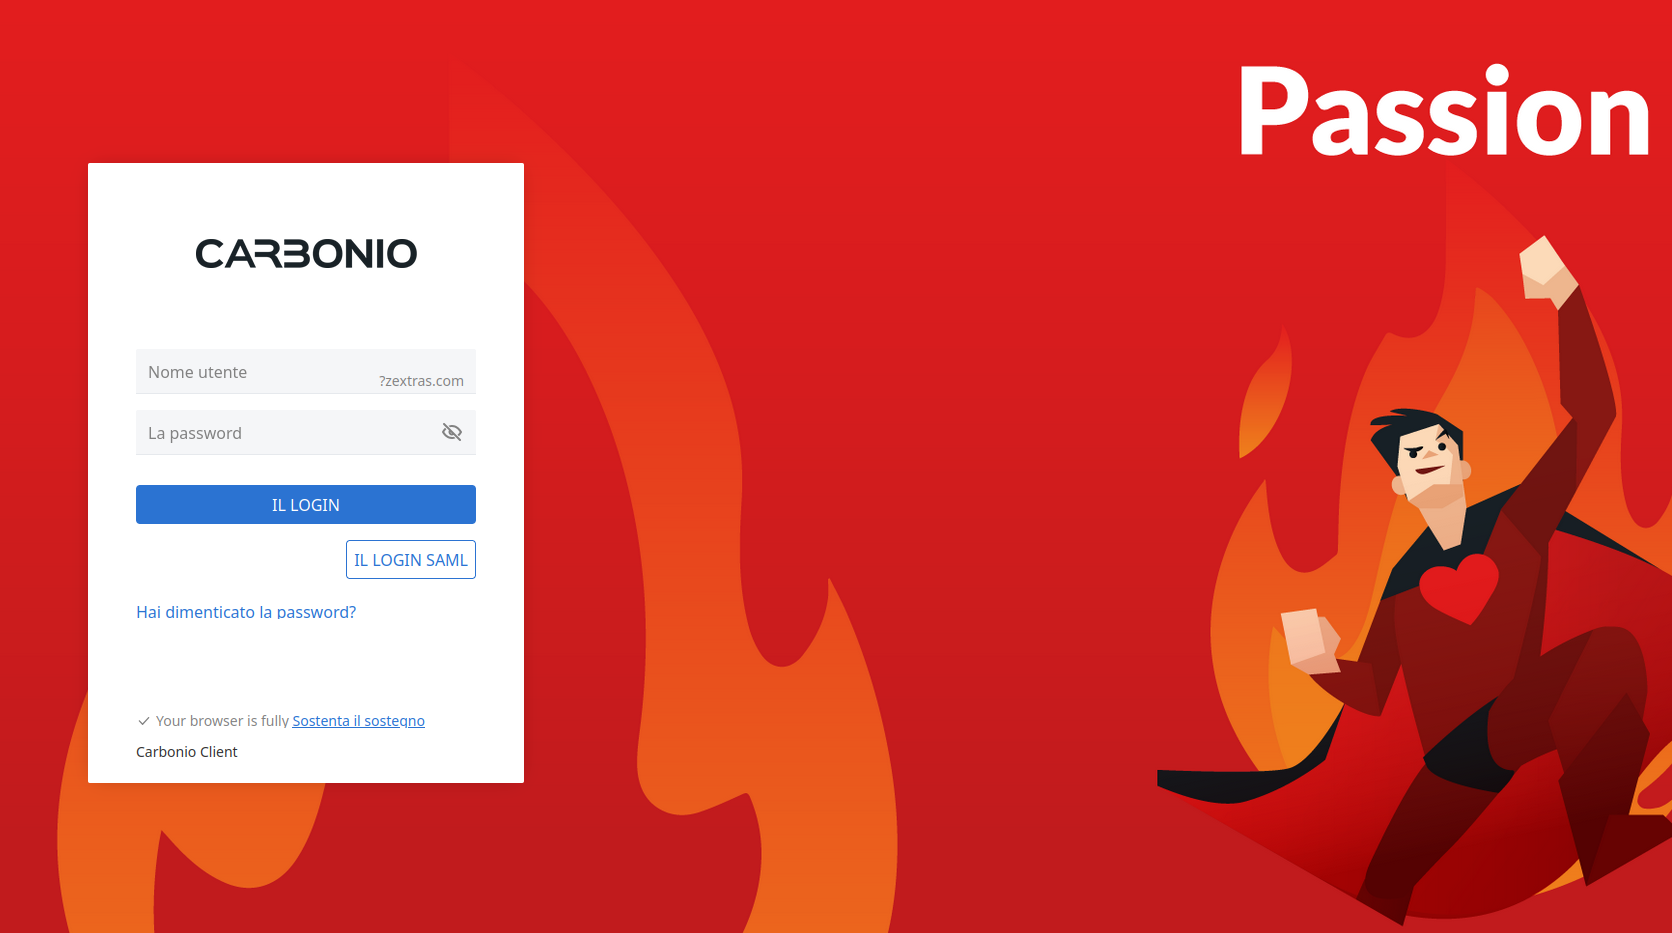 Passion
CARBONIO
Nome utente
?zextras.com
La password
IL LOGIN
IL LOGIN SAML
Hai dimenticato la password?
Your browser is fully Sostenta il sostegno
Carbonio Client